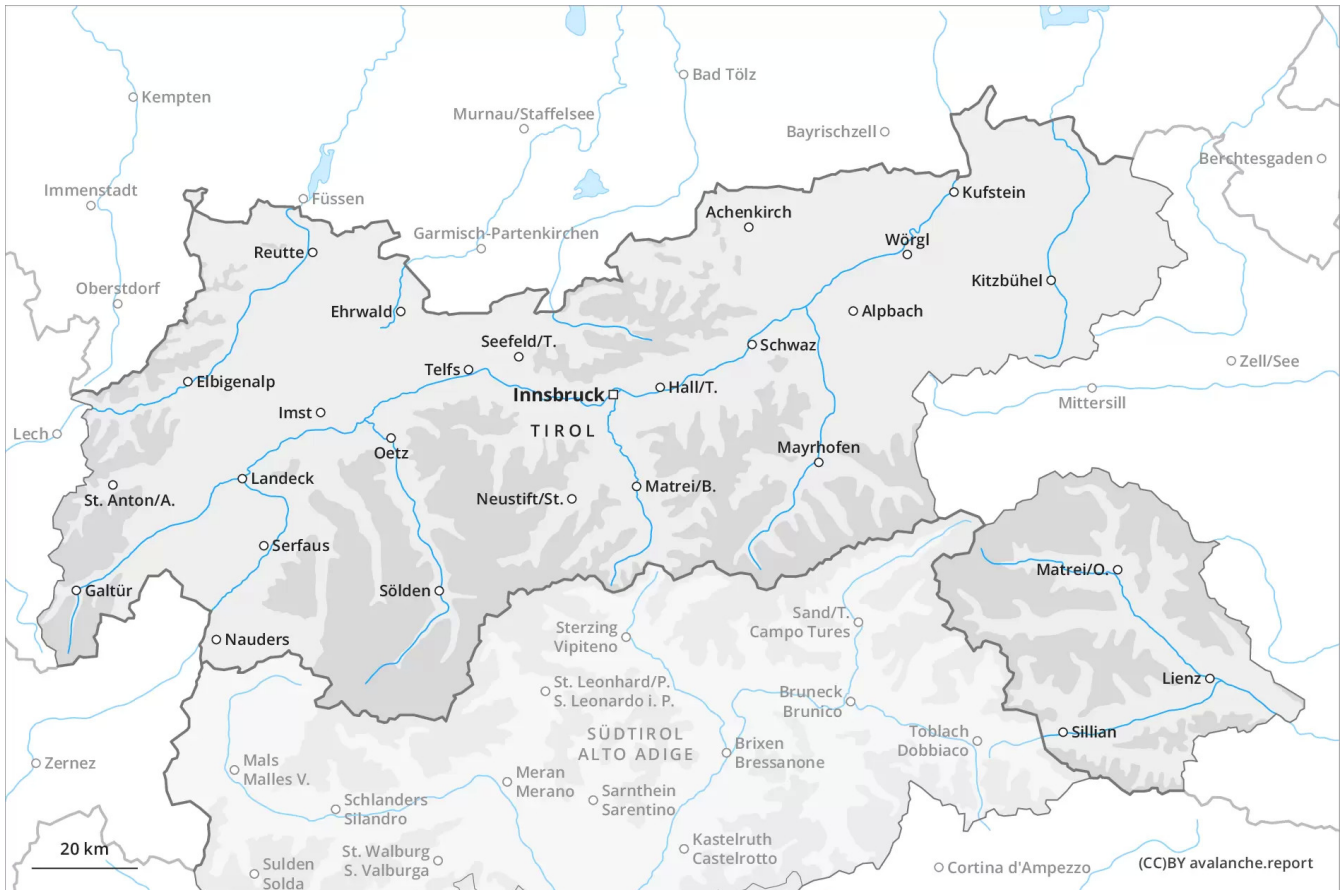 Bad Tölz
Kempten
Murnau/Staffelsee
Bayrischzell
Berchtesgaden
Immenstadt
Füssen
Kufstein
Achenkirch
Garmisch-Partenkirchen
Wörgl
Reutte
Kitzbühel
Oberstdorf
Ehrwald
Alpbach
Seefeld/T.
Schwaz
Zell/See
Telfs
Elbigenalp
Hall/T.
Innsbruck
Mittersill
Imst
TIROL
Lech
Oetz
Mayrhofen
Landeck
Matrei/B.
St. Anton/A.
Neustift/St.
Serfaus
Matrei/O.
Galtür
Sölden
Sand/T.
Campo Tures
Sterzing
Vipiteno
Nauders
Lienz
St. Leonhard/P.
S. Leonardo i. P.
Bruneck
Brunico
SÜDTIROL
ALTO ADIGE
Toblach
Dobbiaco
Sillian
Brixen
Bressanone
Zernez
Mals
Malles V.
Meran
Merano
Sarnthein
Sarentino
Schlanders
Silandro
20 km
St. Walburg
S. Valburga
Kastelruth
Castelrotto
Sulden
Solda
Cortina d'Ampezzo
(CC)BY avalanche.report